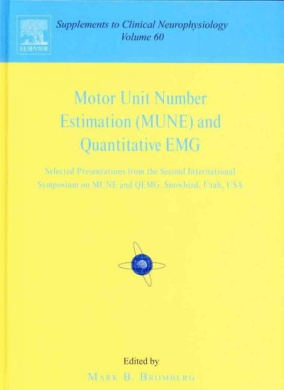 Supplements to Clinical Neurophysiology
Volume 60
ELSEVIER
Motor Unit Number
Estimation (MUNE) and
Quantitative EMG
Selected Presentations from the Second International
Symposium on MUNE and QEMG, Snowbird, Utah, USA
Edited by
MARK B. BROMBERG